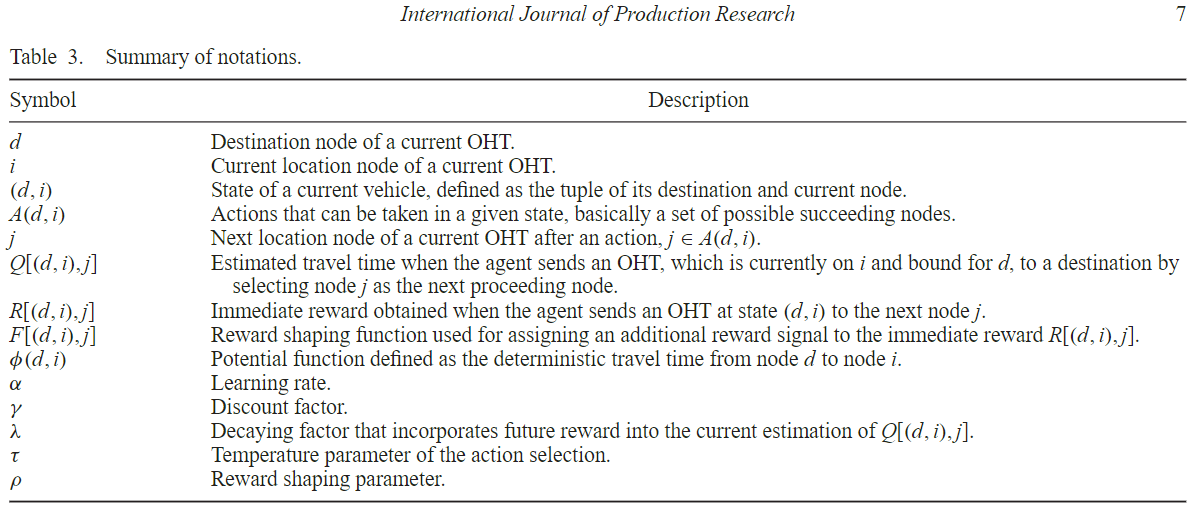 International Journal of Production Research 7
Table 3. Summary of notations.
Symbol Description
d Destination node of a current OHT.
i Current location node of a current OHT.
(d, i) State of a current vehicle, defined as the tuple of its destination and current node.
A(d, i) Actions that can be taken in a given state, basically a set of possible succeeding nodes.
j Next location node of a current OHT after an action, j ∈ A(d, i).
Q[(d, i), j] Estimated travel time when the agent sends an OHT, which is currently on i and bound for d, to a destination by
selecting node j as the next proceeding node.
R[(d, i), j] Immediate reward obtained when the agent sends an OHT at state (d, i) to the next node j.
F[(d, i), j] Reward shaping function used for assigning an additional reward signal to the immediate reward R[(d, i), j].
ϕ(d, i) Potential function defined as the deterministic travel time from node d to node i.
α Learning rate.
γ Discount factor.
λ Decaying factor that incorporates future reward into the current estimation of Q[(d, i), j].
τ Temperature parameter of the action selection.
ρ Reward shaping parameter.